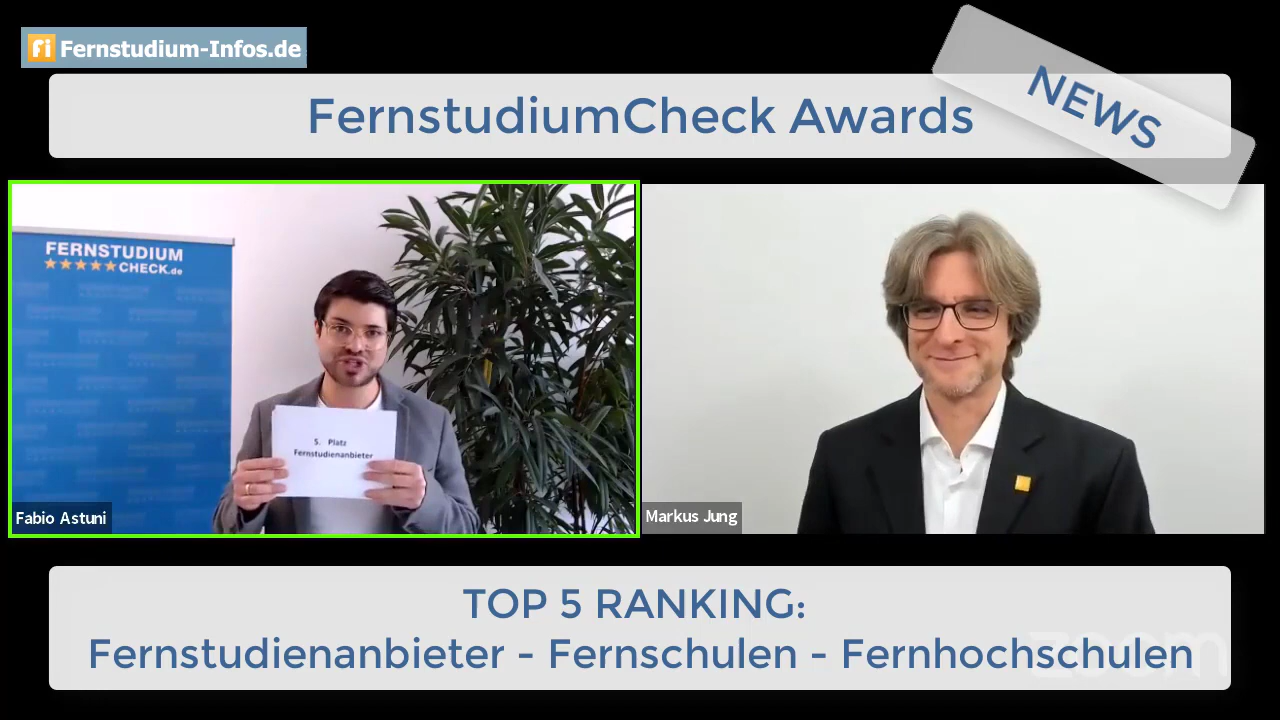 fi Fernstudium-Infos.de
FernstudiumCheck Awards
NEWS
FERNSTUDIUM
CHECK.de
5. Platz
Fernstudienanbieter
Fabio Astuni
Markus Jung
TOP 5 RANKING:
Fernstudienanbieter - Fernschulen - Fernhochschulen
zoom